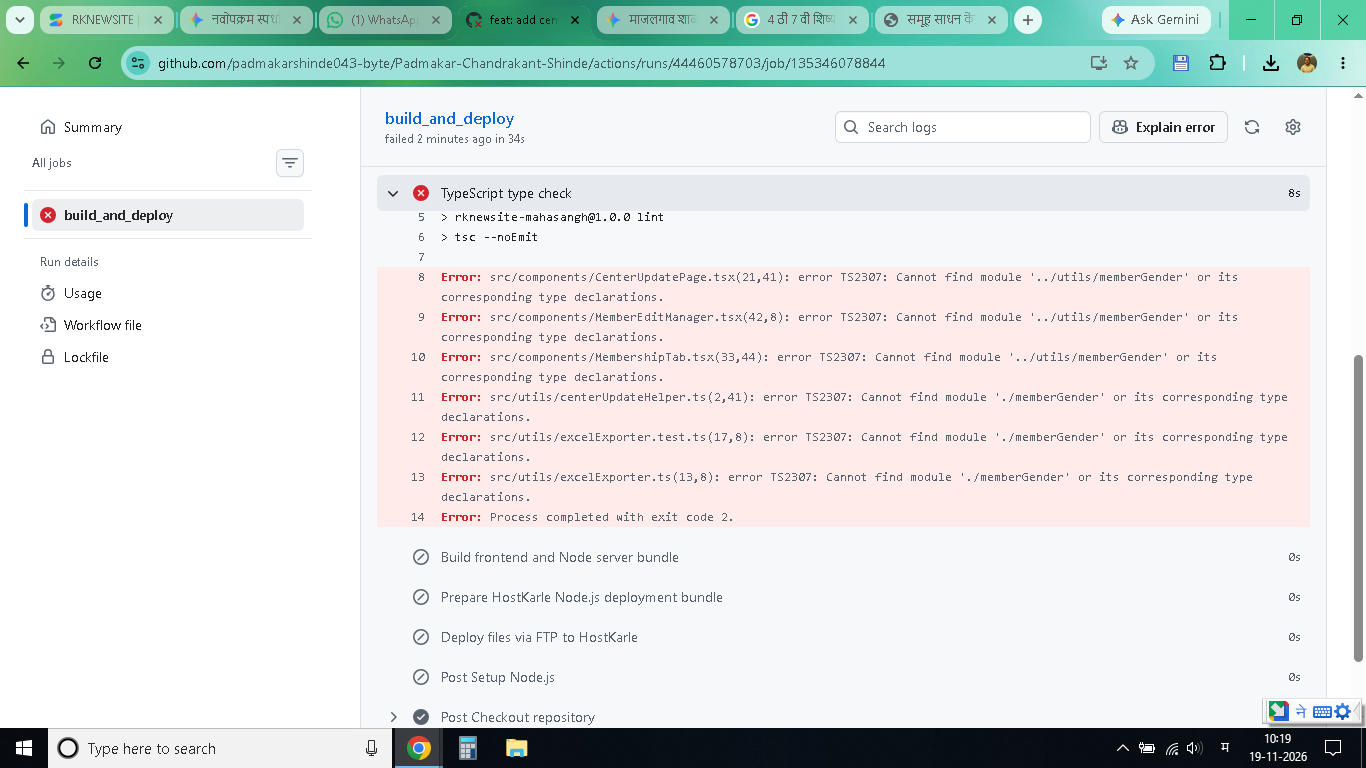 RKNEWSITE
नवोपक्रम स्पर्धा
(1) WhatsApp
feat: add cen
माजलगाव शाळ
4 ठी 7 वी शिष्य
समूह साधन कें
Ask Gemini
github.com/padmakarshinde043-byte/Padmakar-Chandrakant-Shinde/actions/runs/44460578703/job/135346078844
Summary
All jobs
build_and_deploy
Run details
Usage
Workflow file
Lockfile
build_and_deploy
failed 2 minutes ago in 34s
Search logs
Explain error
TypeScript type check 8s
5 > rknewsite-mahasangh@1.0.0 lint
6 > tsc --noEmit
7
8 Error: src/components/CenterUpdatePage.tsx(21,41): error TS2307: Cannot find module '../utils/memberGender' or its
corresponding type declarations.
9 Error: src/components/MemberEditManager.tsx(42,8): error TS2307: Cannot find module '../utils/memberGender' or its
corresponding type declarations.
10 Error: src/components/MembershipTab.tsx(33,44): error TS2307: Cannot find module '../utils/memberGender' or its
corresponding type declarations.
11 Error: src/utils/centerUpdateHelper.ts(2,41): error TS2307: Cannot find module './memberGender' or its corresponding type
declarations.
12 Error: src/utils/excelExporter.test.ts(17,8): error TS2307: Cannot find module './memberGender' or its corresponding type
declarations.
13 Error: src/utils/excelExporter.ts(13,8): error TS2307: Cannot find module './memberGender' or its corresponding type
declarations.
14 Error: Process completed with exit code 2.
Build frontend and Node server bundle 0s
Prepare HostKarle Node.js deployment bundle 0s
Deploy files via FTP to HostKarle 0s
Post Setup Node.js 0s
Post Checkout repository
Type here to search
म
10:19
19-11-2026